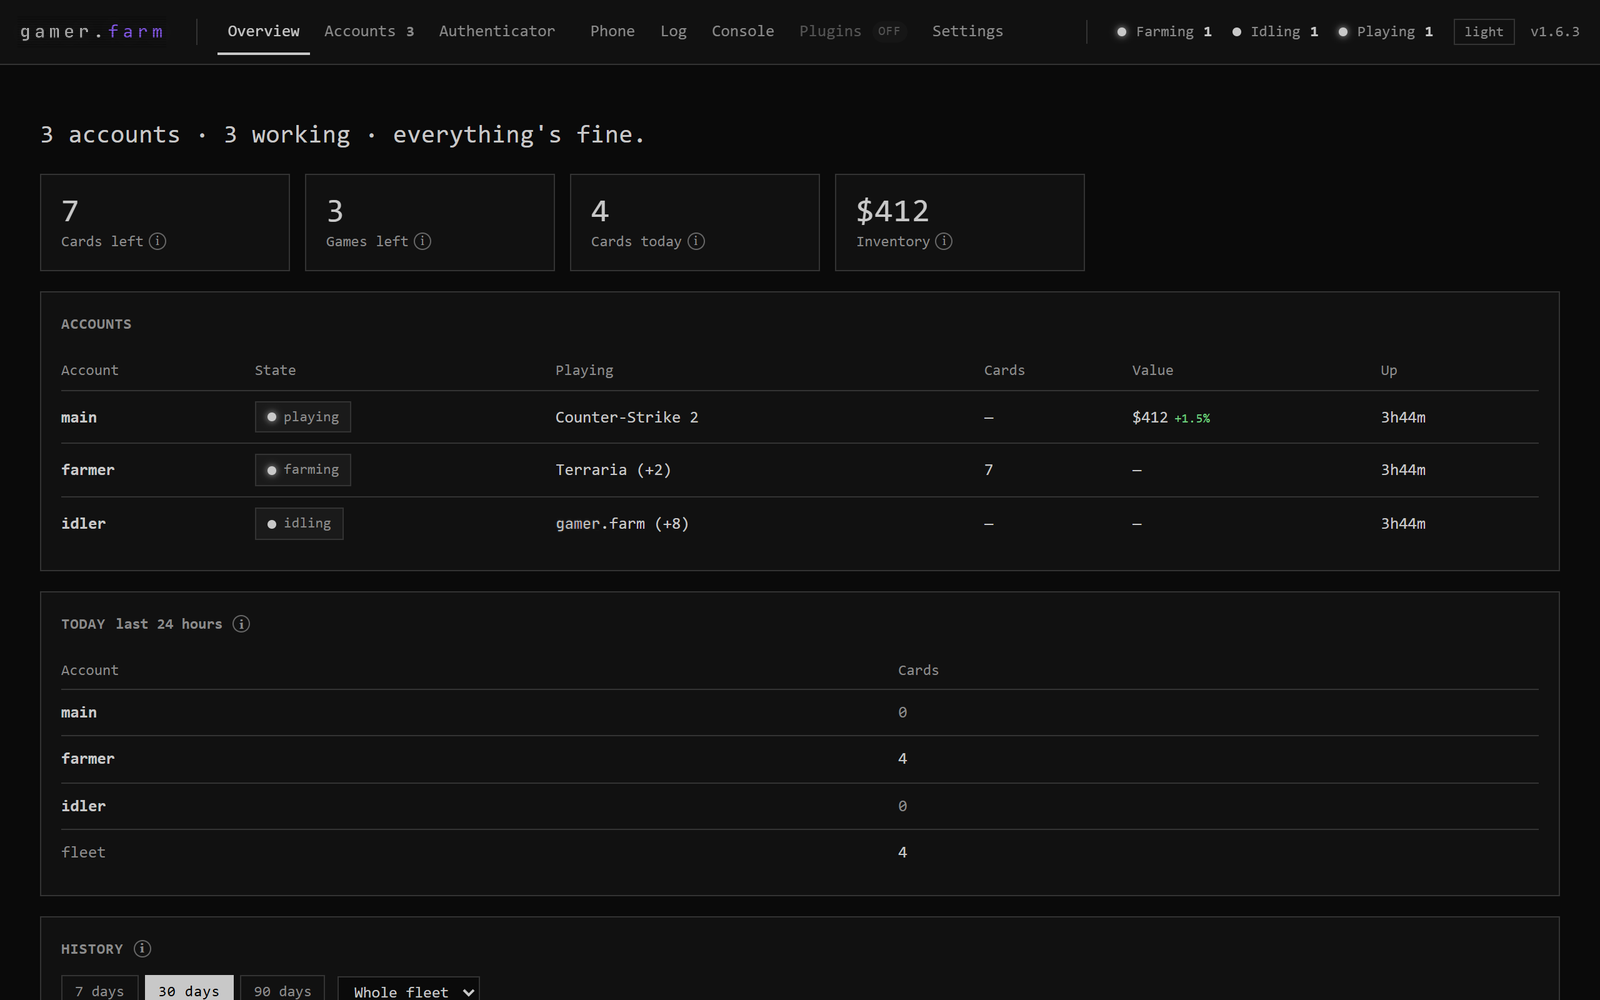 gamer.farm Overview Accounts 3 Authenticator Phone Log Console Plugins OFF Settings Farming 1 Idling 1 Playing 1 light v1.6.3
3 accounts · 3 working · everything's fine.
7 3 4 $412
Cards left i Games left i Cards today i Inventory i
ACCOUNTS
Account State Playing Cards Value Up
main playing Counter-Strike 2 — $412 +1.5% 3h44m
farmer farming Terraria (+2) 7 — 3h44m
idler idling gamer.farm (+8) — — 3h44m
TODAY last 24 hours i
Account Cards
main 0
farmer 4
idler 0
fleet 4
HISTORY i
7 days 30 days 90 days Whole fleet